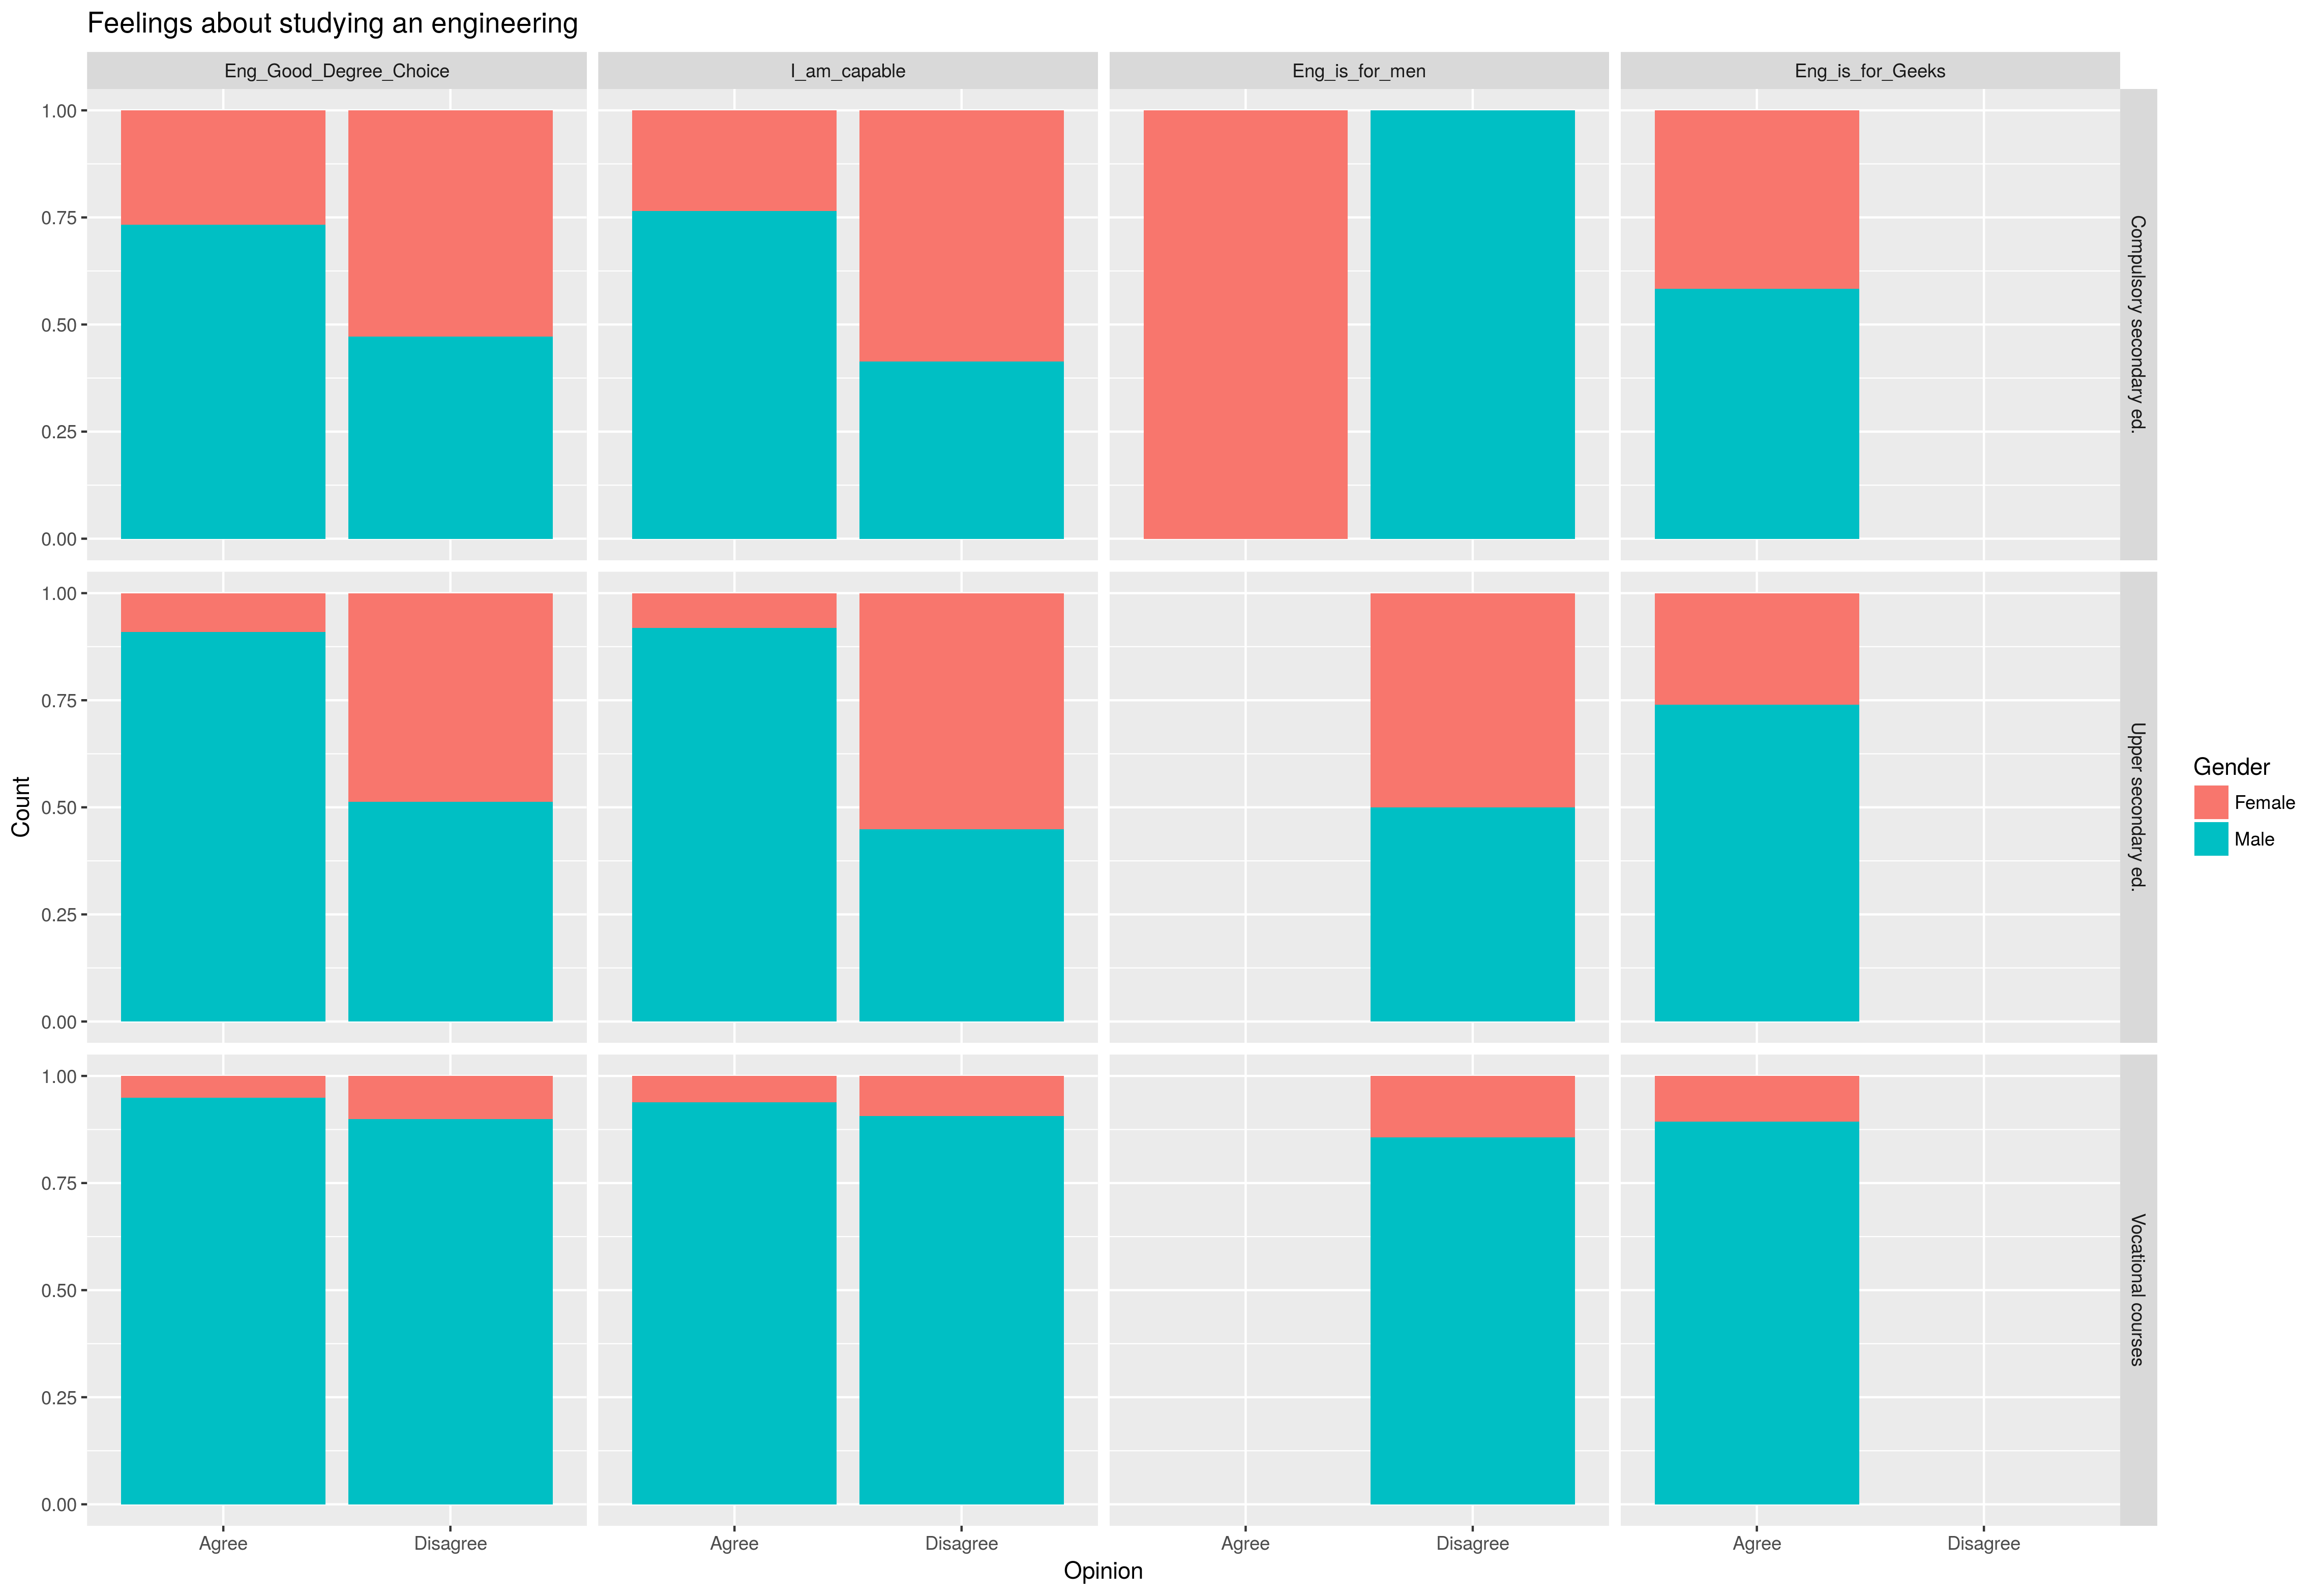 Feelings about studying an engineering
Eng_Good_Degree_Choice
I_am_capable
Eng_is_for_men
Eng_is_for_Geeks
1.00
0.75
0.50
0.25
0.00
Compulsory secondary ed.
1.00
0.75
0.50
0.25
0.00
Upper secondary ed.
1.00
0.75
0.50
0.25
0.00
Vocational courses
Count
Agree
Disagree
Agree
Disagree
Agree
Disagree
Agree
Disagree
Opinion
Gender
Female
Male